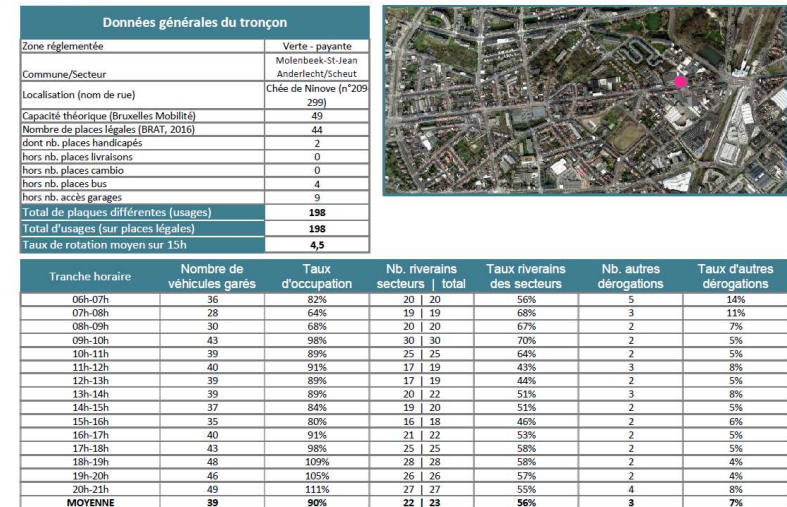 Données générales du tronçon
Zone réglementée Verte - payante
Commune/Secteur Molenbeek-St-Jean
Anderlecht/Scheut
Localisation (nom de rue) Chée de Ninove (n°209-
299)
Capacité théorique (Bruxelles Mobilité) 49
Nombre de places légales (BRAT, 2016) 44
dont nb. places handicapés 2
hors nb. places livraisons 0
hors nb. places cambio 0
hors nb. places bus 4
hors nb. accès garages 9
Total de plaques différentes (usages) 198
Total d'usages (sur places légales) 198
Taux de rotation moyen sur 15h 4,5
Tranche horaire Nombre de véhicules garés Taux d'occupation Nb. riverains secteurs | total Taux riverains des secteurs Nb. autres dérogations Taux d'autres dérogations
06h-07h 36 82% 20 | 20 56% 5 14%
07h-08h 28 64% 19 | 19 68% 3 11%
08h-09h 30 68% 20 | 20 67% 2 7%
09h-10h 43 98% 30 | 30 70% 2 5%
10h-11h 39 89% 25 | 25 64% 2 5%
11h-12h 40 91% 17 | 19 43% 3 8%
12h-13h 39 89% 17 | 19 44% 2 5%
13h-14h 39 89% 20 | 22 51% 3 8%
14h-15h 37 84% 19 | 20 51% 2 5%
15h-16h 35 80% 16 | 18 46% 2 6%
16h-17h 40 91% 21 | 22 53% 2 5%
17h-18h 43 98% 25 | 25 58% 2 5%
18h-19h 48 109% 28 | 28 58% 2 4%
19h-20h 46 105% 26 | 26 57% 2 4%
20h-21h 49 111% 27 | 27 55% 4 8%
MOYENNE 39 90% 22 | 23 56% 3 7%